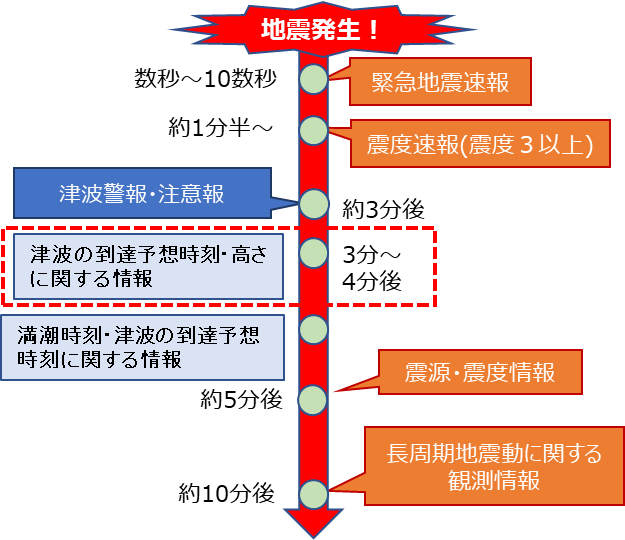 地震発生！
数秒～10数秒
緊急地震速報
約1分半～
震度速報(震度３以上)
津波警報・注意報
約3分後
津波の到達予想時刻・高さ
に関する情報
3分～
4分後
満潮時刻・津波の到達予想
時刻に関する情報
震源・震度情報
約5分後
長周期地震動に関する
観測情報
約10分後